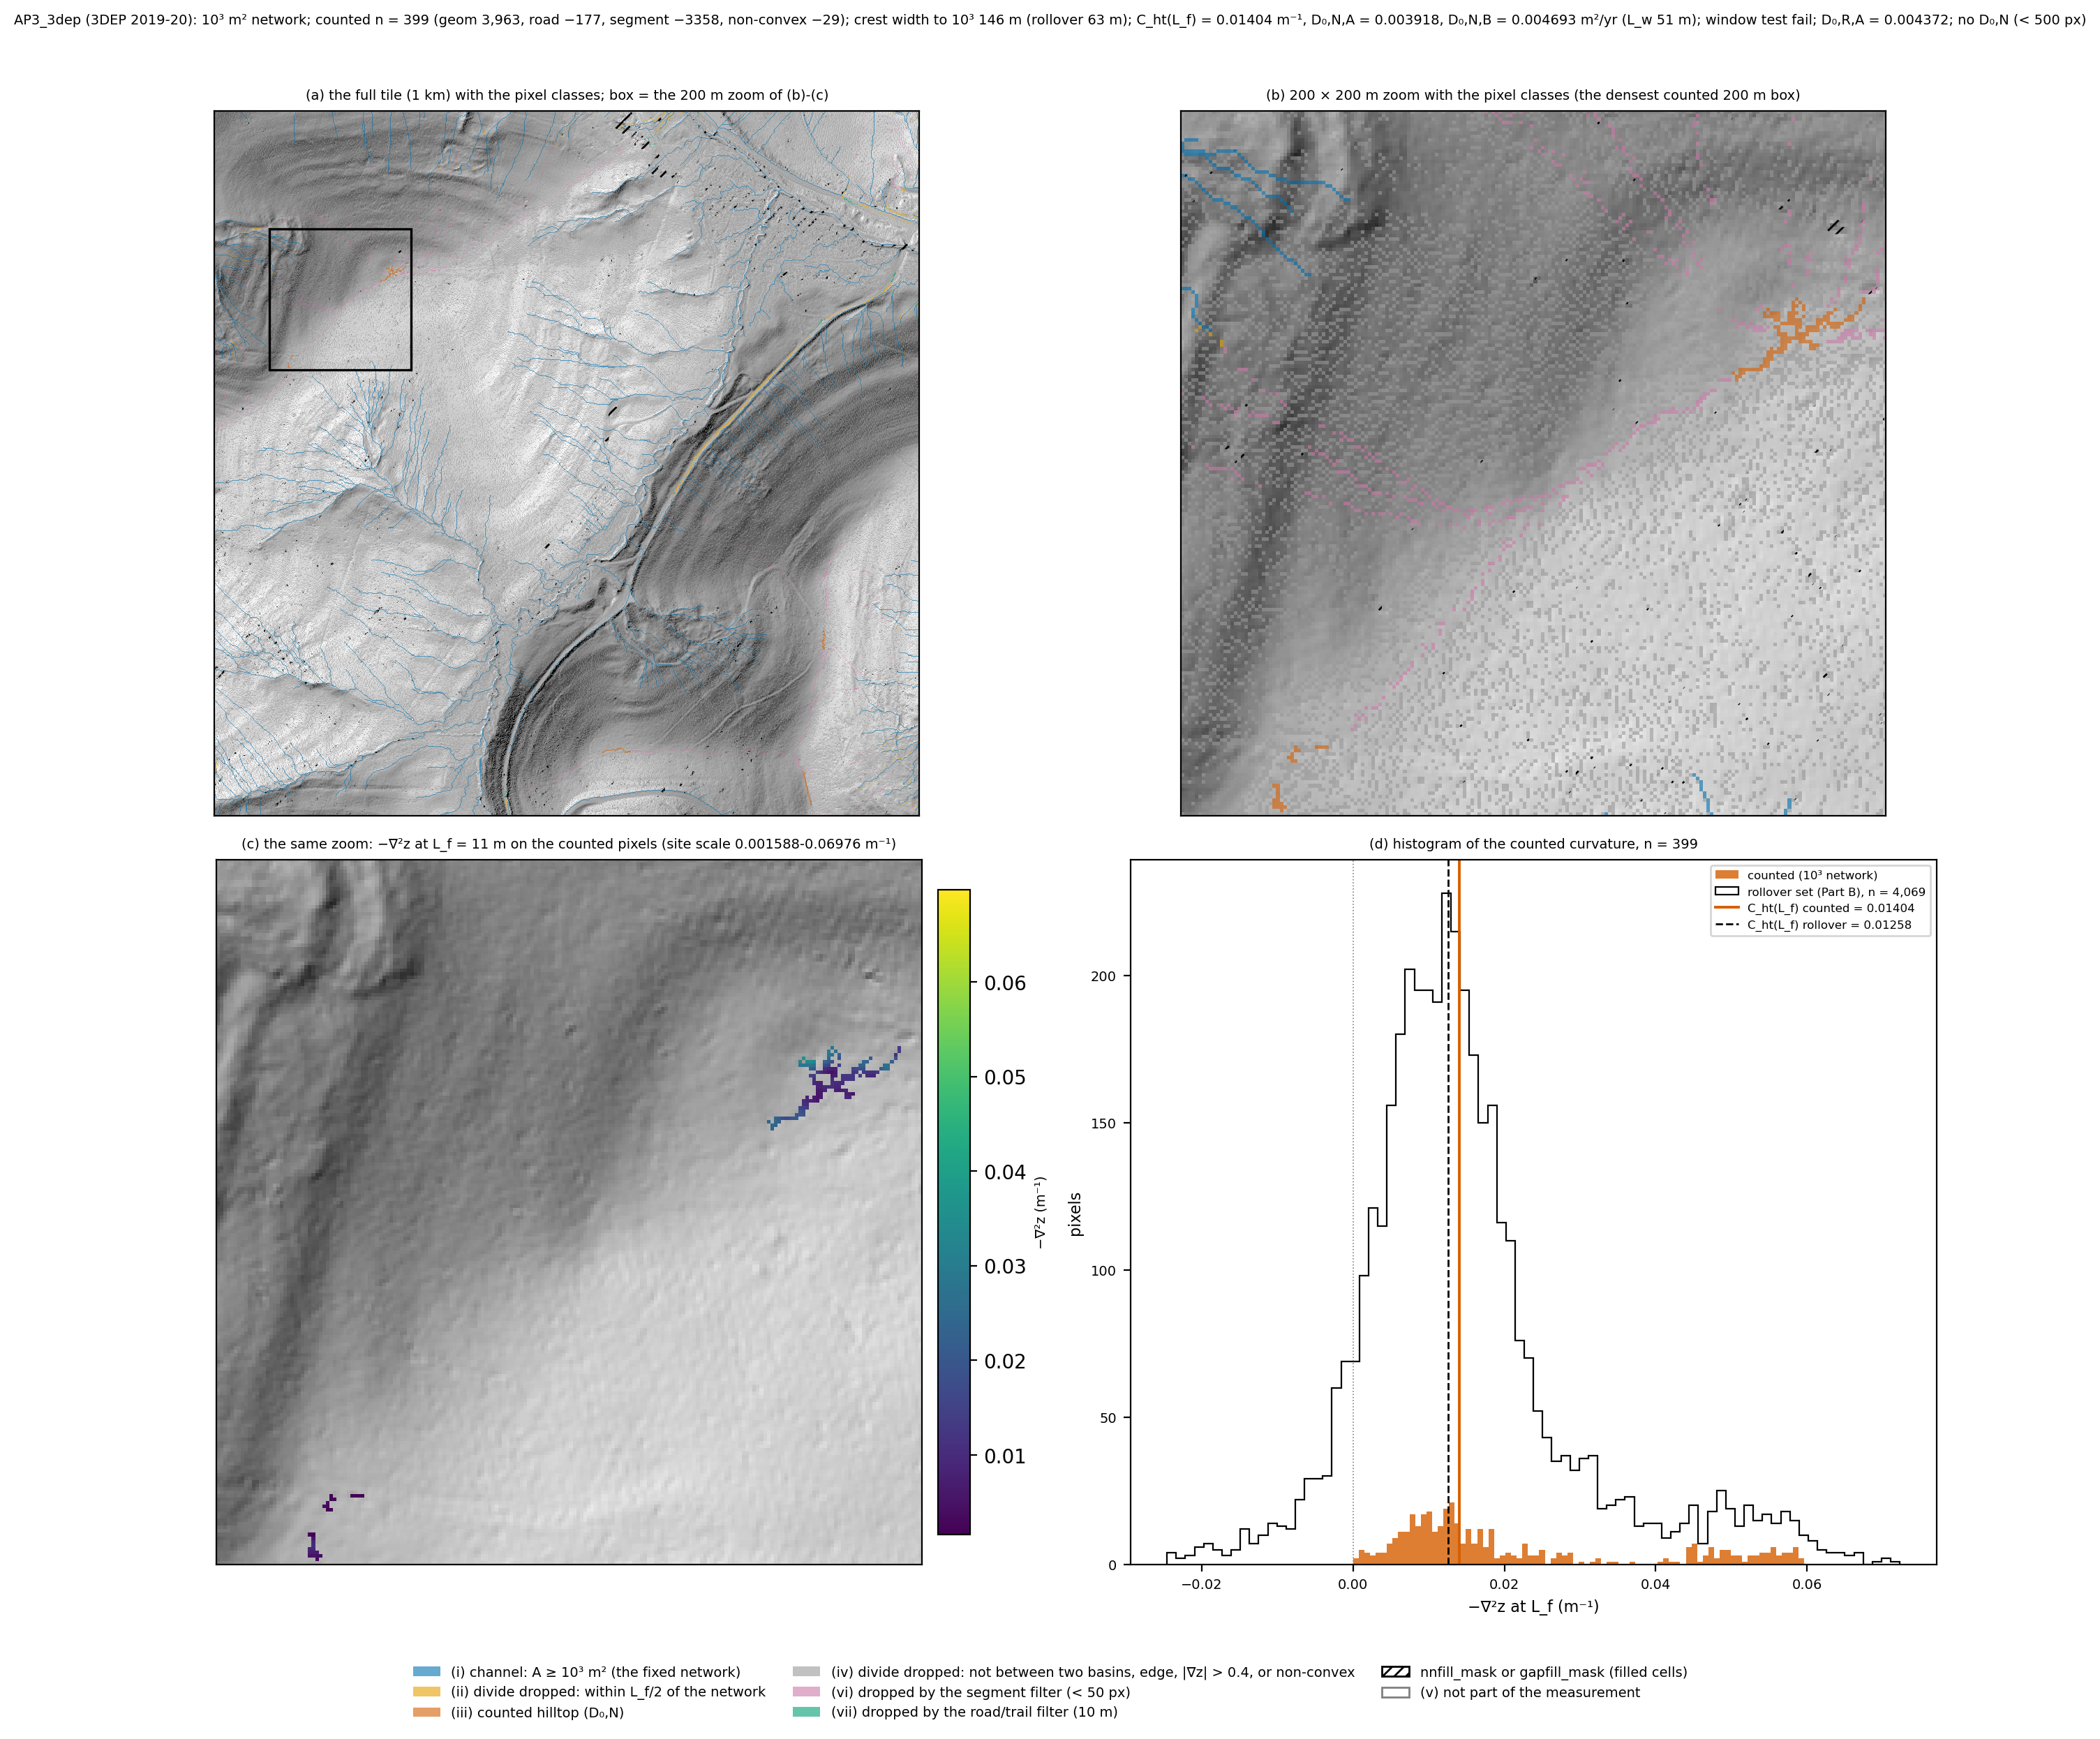 AP3_3dep (3DEP 2019-20): 10³ m² network; counted n = 399 (geom 3,963, road −177, segment −3358, non-convex −29); crest width to 10³ 146 m (rollover 63 m); C_ht(L_f) = 0.01404 m⁻¹, D₀,N,A = 0.003918, D₀,N,B = 0.004693 m²/yr (L_w 51 m); window test fail; D₀,R,A = 0.004372; no D₀,N (< 500 px)
(a) the full tile (1 km) with the pixel classes; box = the 200 m zoom of (b)-(c)
(b) 200 × 200 m zoom with the pixel classes (the densest counted 200 m box)
(c) the same zoom: −∇²z at L_f = 11 m on the counted pixels (site scale 0.001588-0.06976 m⁻¹)
0.06
0.05
0.04
0.03
0.02
0.01
−∇²z (m⁻¹)
(d) histogram of the counted curvature, n = 399
counted (10³ network)
rollover set (Part B), n = 4,069
C_ht(L_f) counted = 0.01404
C_ht(L_f) rollover = 0.01258
pixels
200
150
100
50
0
−0.02
0.00
0.02
0.04
0.06
−∇²z at L_f (m⁻¹)
(i) channel: A ≥ 10³ m² (the fixed network)
(ii) divide dropped: within L_f/2 of the network
(iii) counted hilltop (D₀,N)
(iv) divide dropped: not between two basins, edge, |∇z| > 0.4, or non-convex
(vi) dropped by the segment filter (< 50 px)
(vii) dropped by the road/trail filter (10 m)
nnfill_mask or gapfill_mask (filled cells)
(v) not part of the measurement